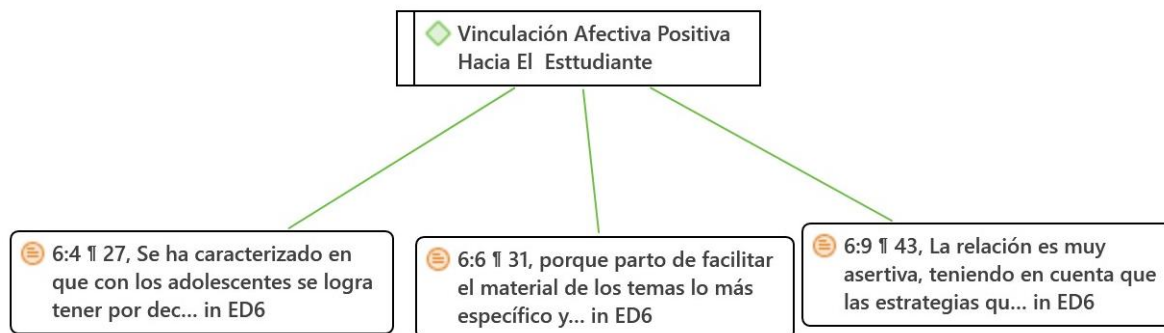 Vinculación Afectiva Positiva
Hacia El  Esttudiante
6:4 ¶ 27, Se ha caracterizado en
que con los adolescentes se logra
tener por dec... in ED6
6:6 ¶ 31, porque parto de facilitar
el material de los temas lo más
específico y... in ED6
6:9 ¶ 43, La relación es muy
asertiva, teniendo en cuenta que
las estrategias qu... in ED6